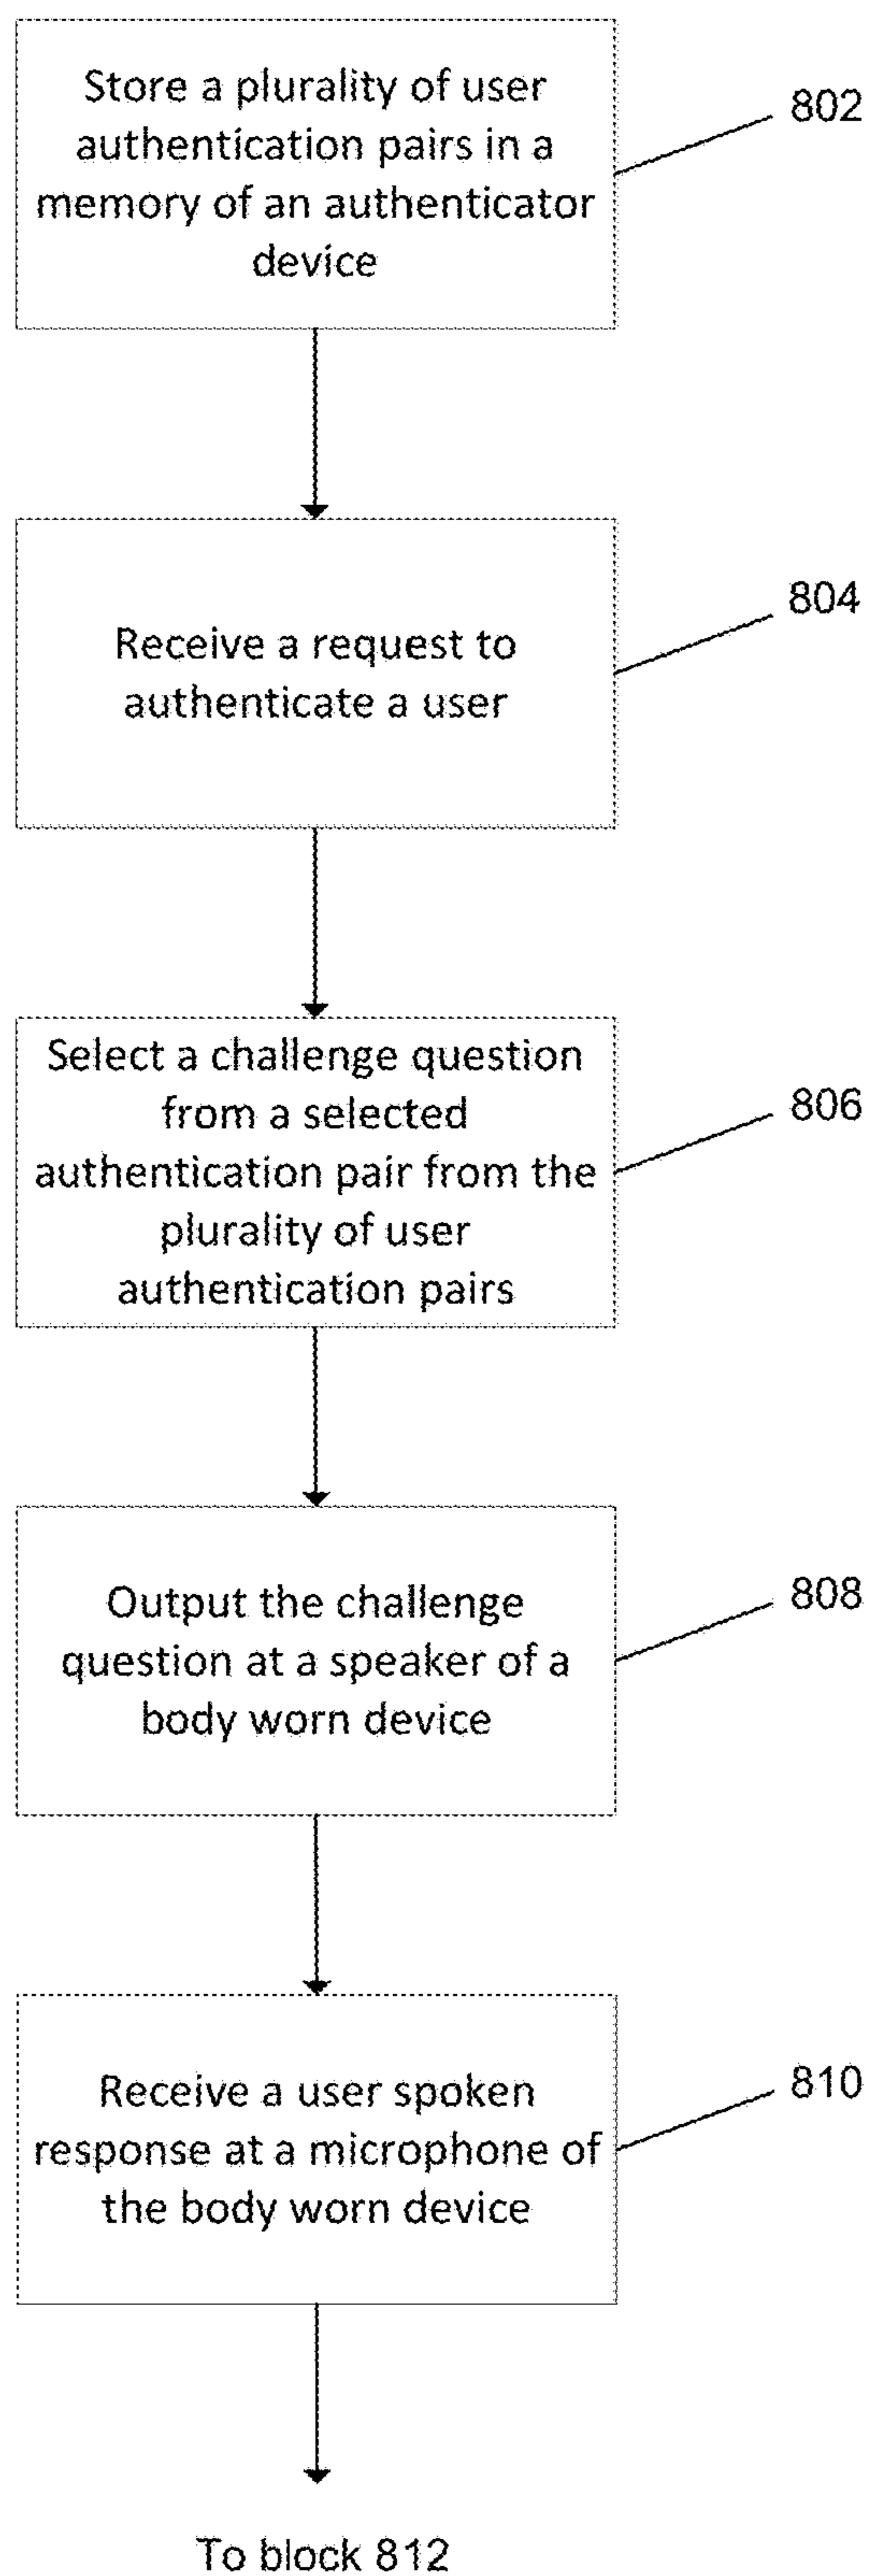 Store a plurality of user
authentication pairs in a
memory of an authenticator
device
802
Receive a request to
authenticate a user
804
Select a challenge question
from a selected
authentication pair from the
plurality of user
authentication pairs
806
Output the challenge
question at a speaker of a
body worn device
808
Receive a user spoken
response at a microphone of
the body worn device
810
To block 812